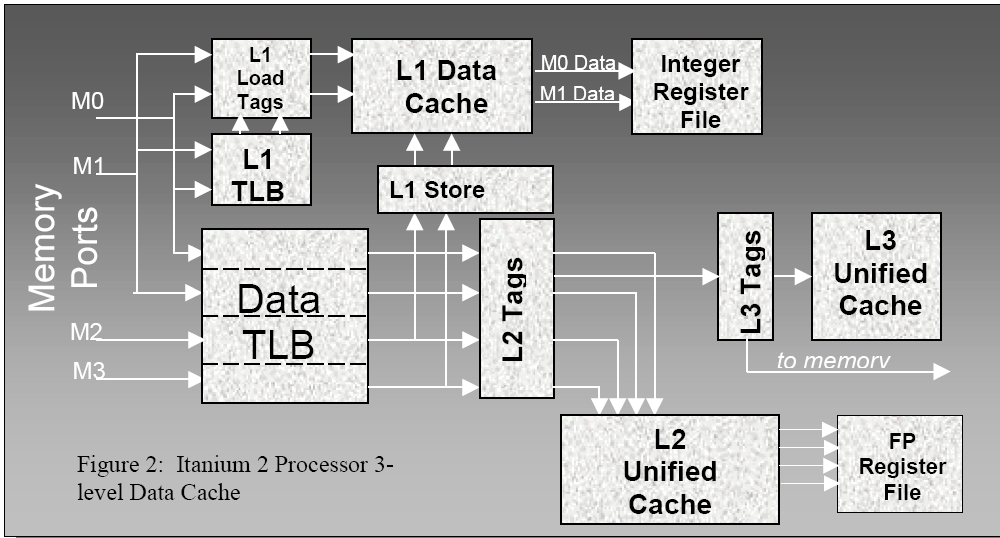 M0
M1
Memory
Ports
M2
M3
L1
Load
Tags
L1
TLB
L1 Data
Cache
M0 Data
M1 Data
Integer
Register
File
L1 Store
Data
TLB
L2 Tags
L3 Tags
L3
Unified
Cache
to memory
L2
Unified
Cache
FP
Register
File
Figure 2: Itanium 2 Processor 3-
level Data Cache